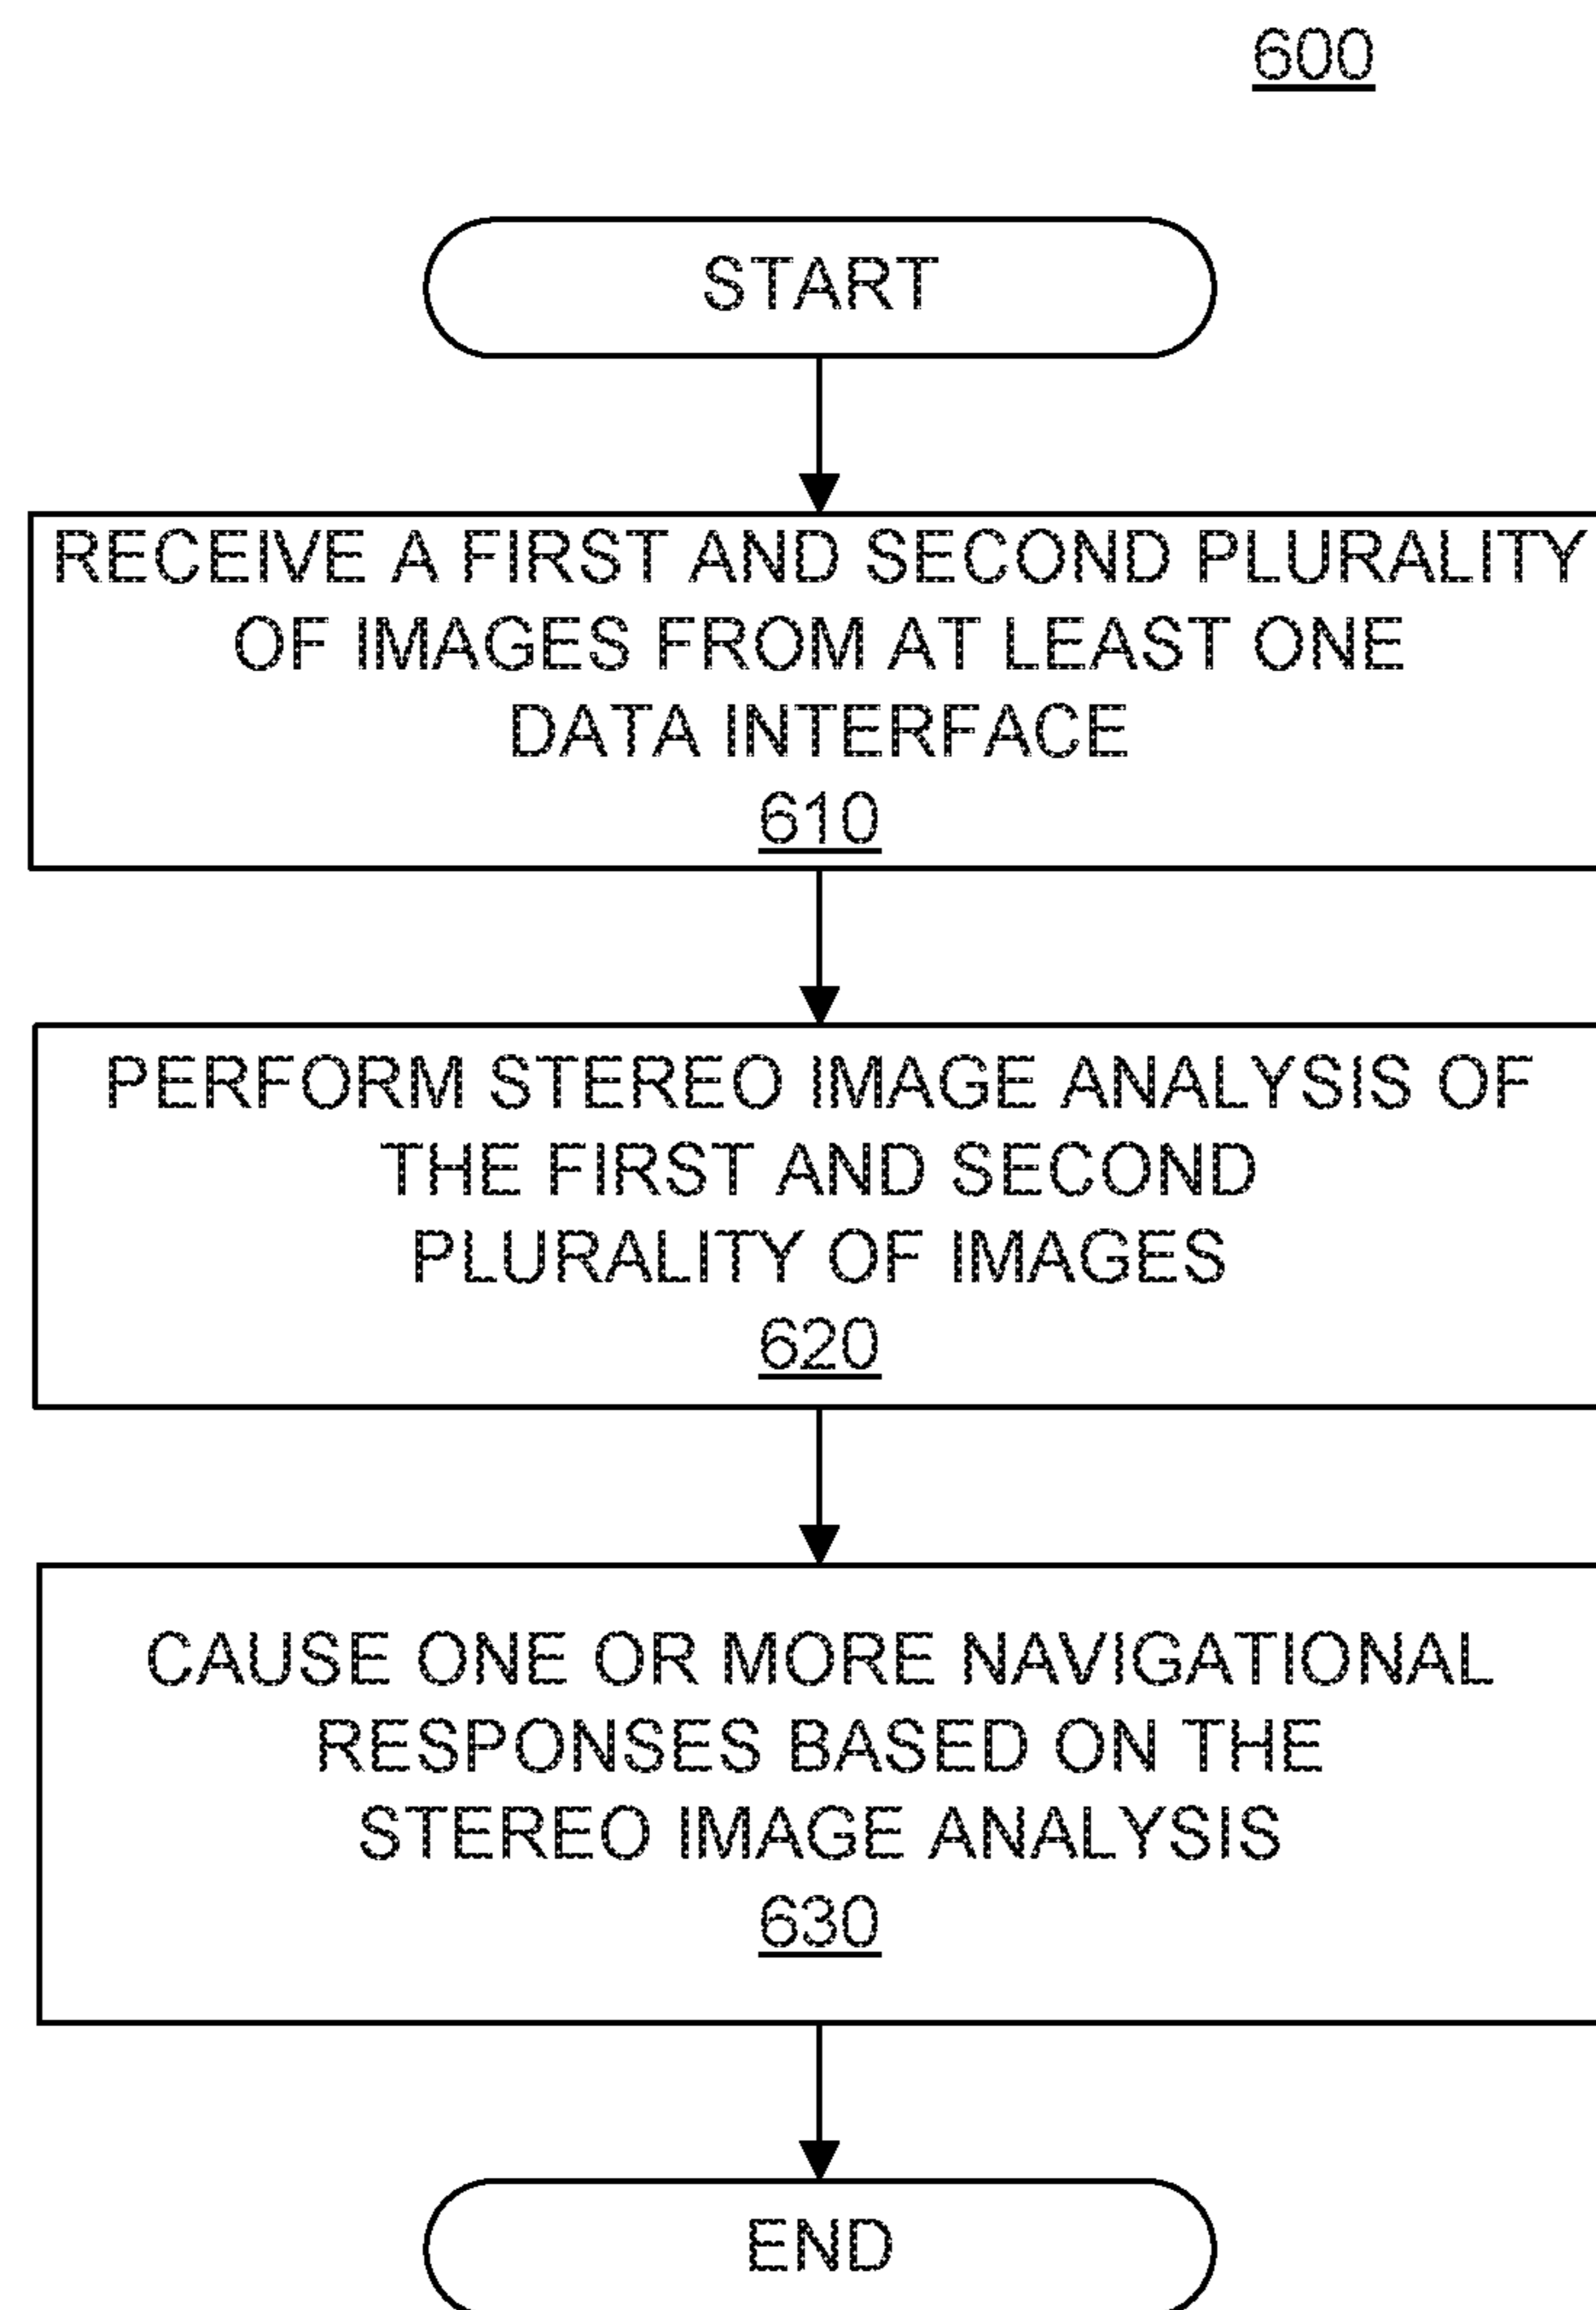 600
START
RECEIVE A FIRST AND SECOND PLURALITY
OF IMAGES FROM AT LEAST ONE
DATA INTERFACE
610
PERFORM STEREO IMAGE ANALYSIS OF
THE FIRST AND SECOND
PLURALITY OF IMAGES
620
CAUSE ONE OR MORE NAVIGATIONAL
RESPONSES BASED ON THE
STEREO IMAGE ANALYSIS
630
END